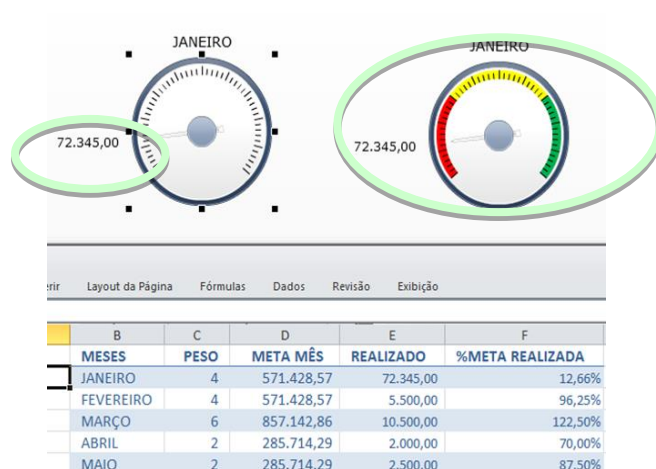 JANEIRO JANEIRO
72.345,00 72.345,00
erir Layout da Página Fórmulas Dados Revisão Exibição
B C D E F
MESES PESO META MÊS REALIZADO %META REALIZADA
JANEIRO 4 571.428,57 72.345,00 12,66%
FEVEREIRO 4 571.428,57 5.500,00 96,25%
MARÇO 6 857.142,86 10.500,00 122,50%
ABRIL 2 285.714,29 2.000,00 70,00%
MAIO 2 285.714,29 2.500,00 87,50%